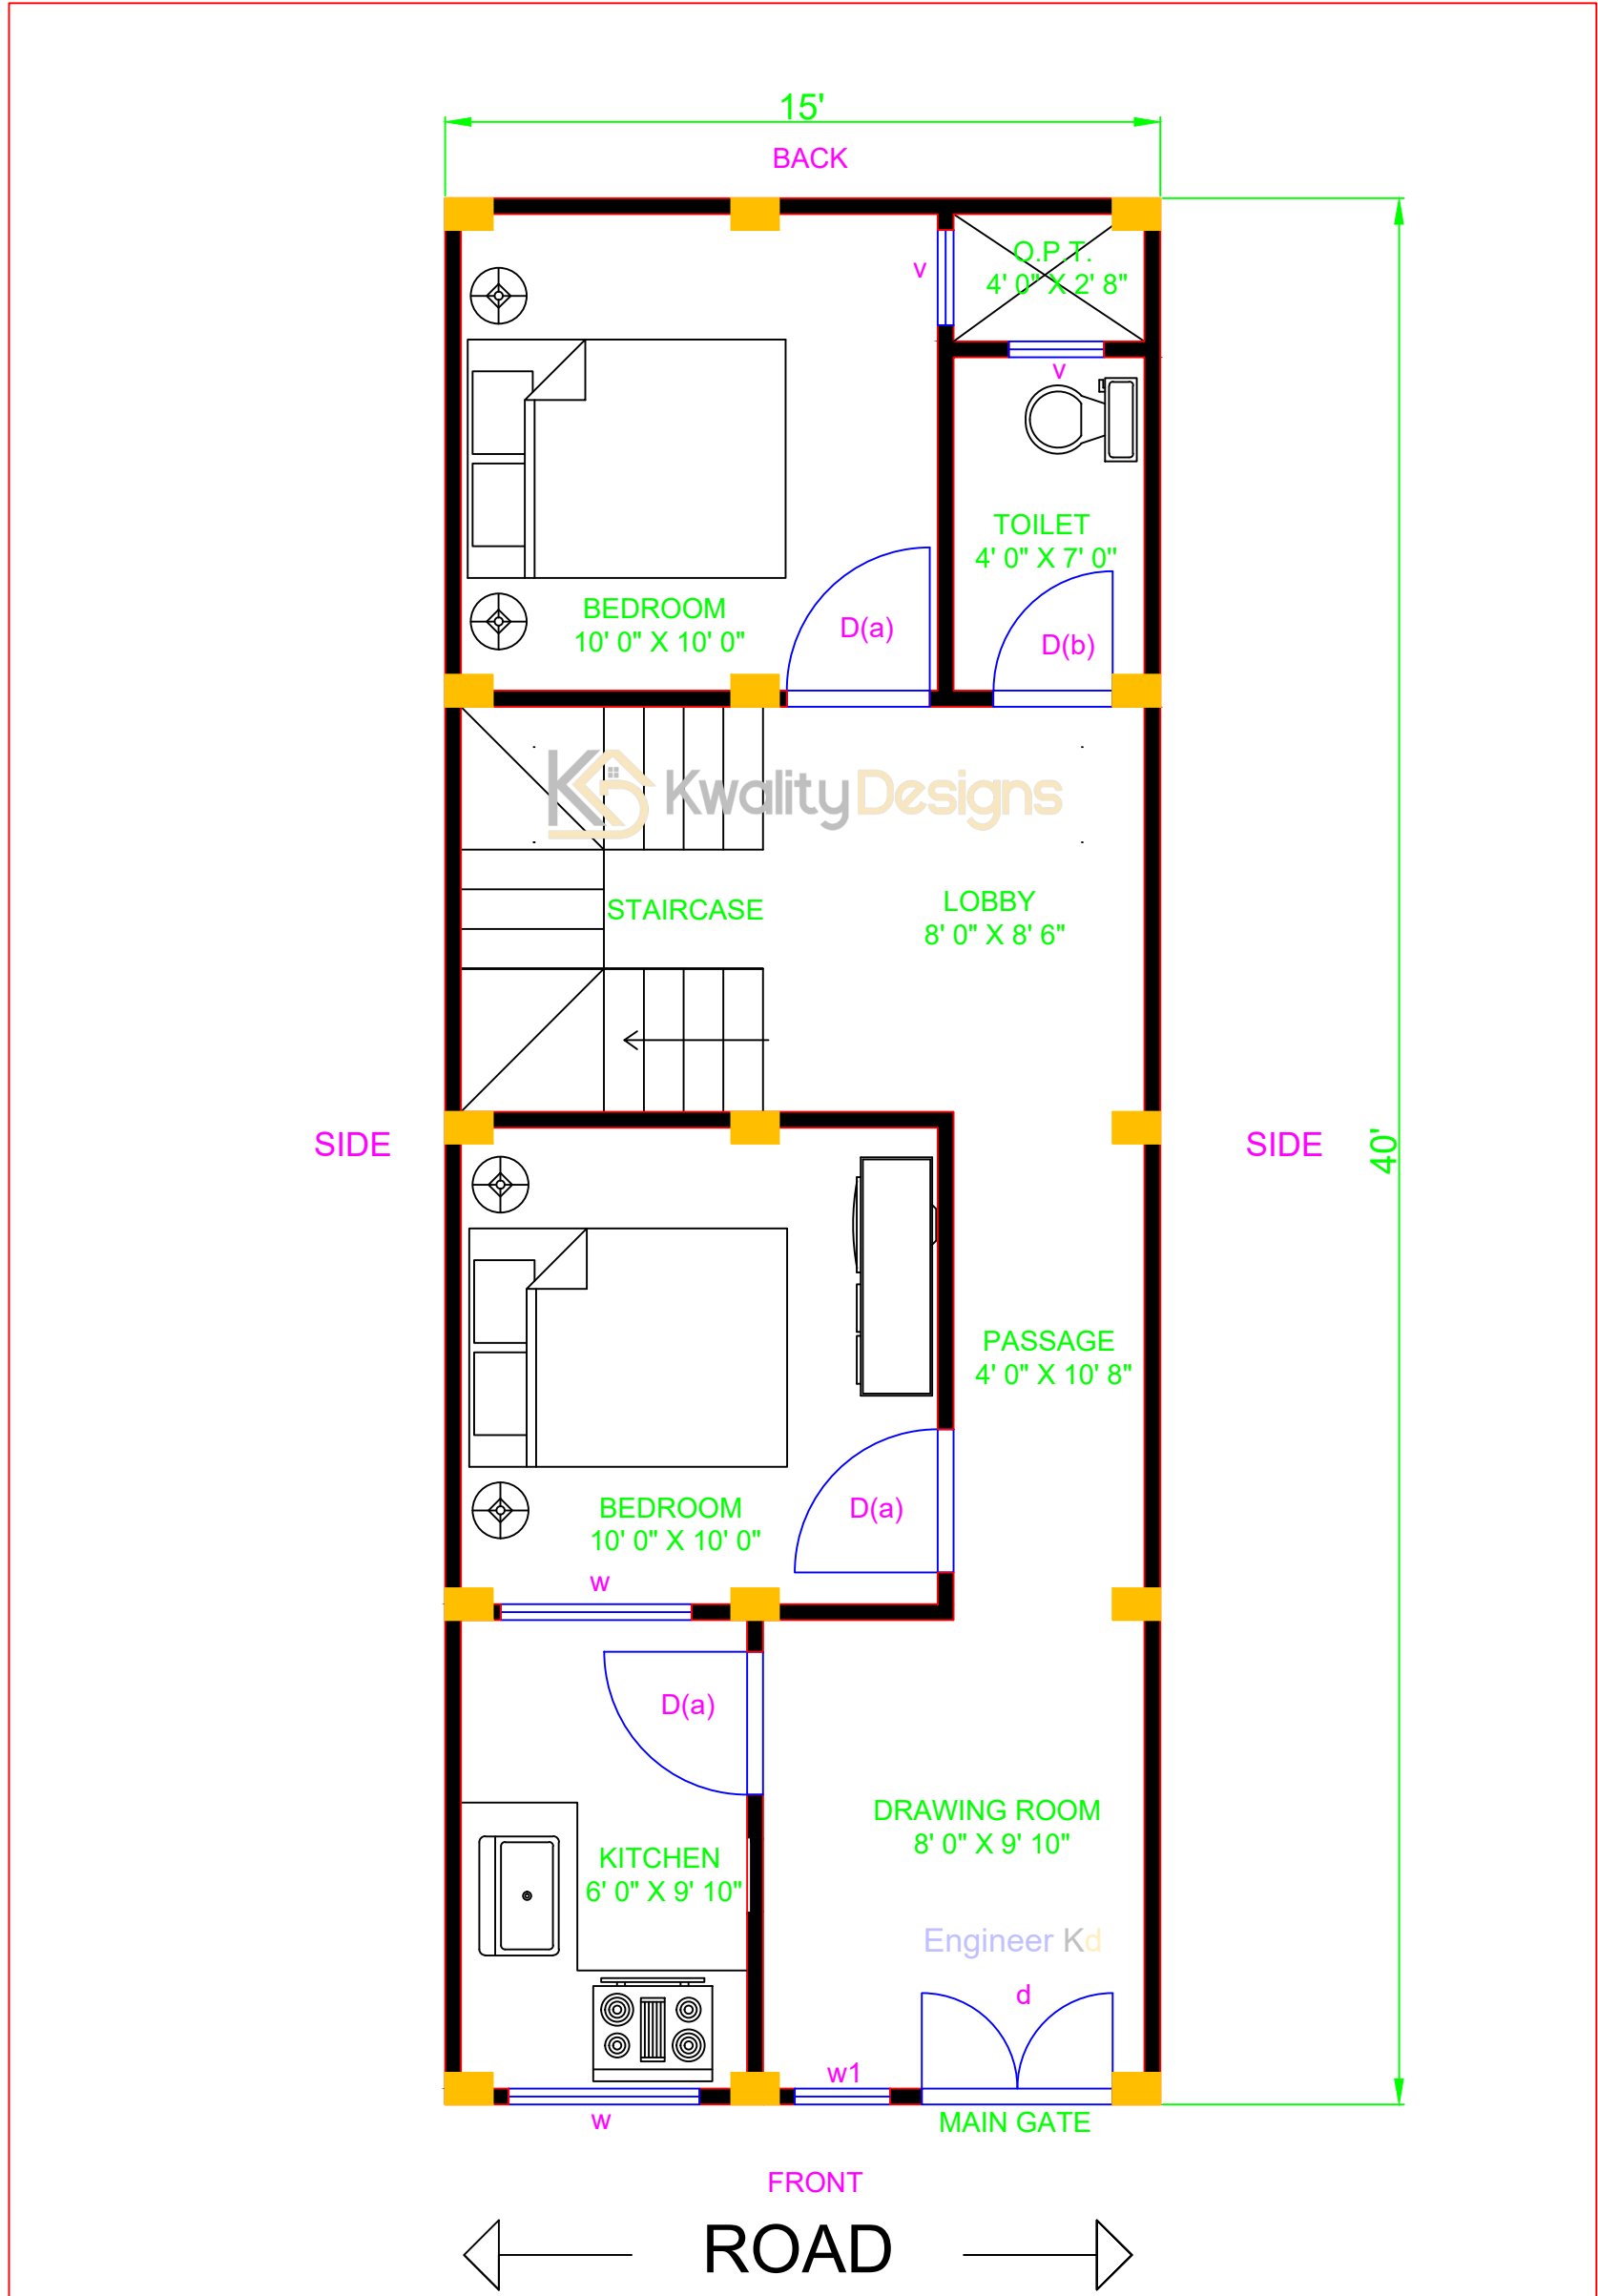 15'
BACK
O.P.T.
4' 0" X 2' 8"
v
v
TOILET
4' 0" X 7' 0"
BEDROOM
10' 0" X 10' 0"
D(a)
D(b)
Kwality Designs
STAIRCASE
LOBBY
8' 0" X 8' 6"
SIDE
SIDE
40'
PASSAGE
4' 0" X 10' 8"
BEDROOM
10' 0" X 10' 0"
D(a)
w
D(a)
DRAWING ROOM
8' 0" X 9' 10"
KITCHEN
6' 0" X 9' 10"
Engineer Kd
d
w1
w
MAIN GATE
FRONT
ROAD